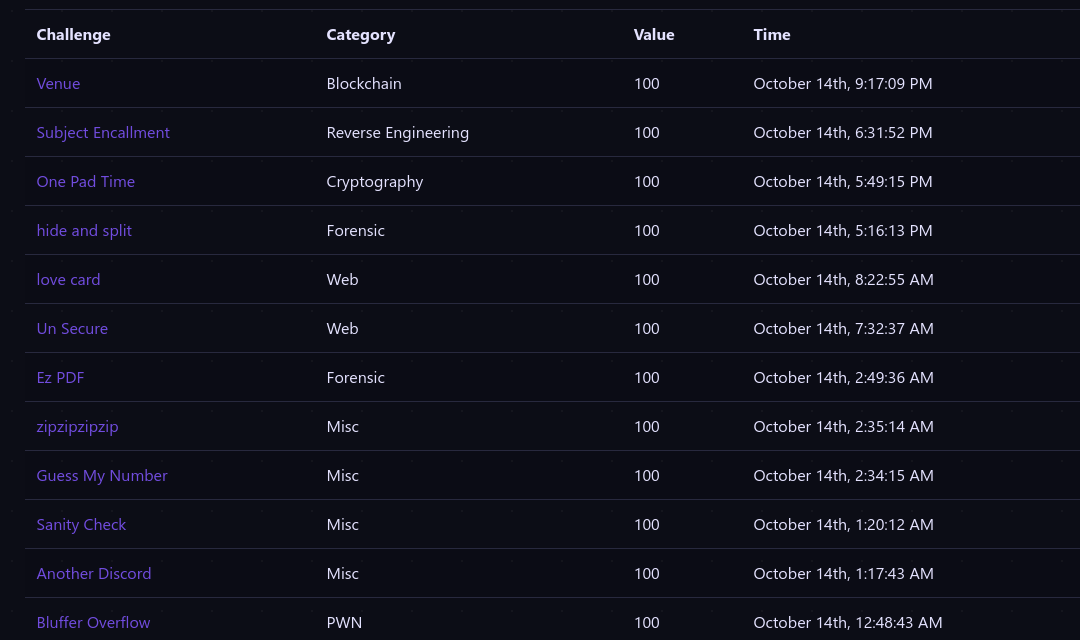 Challenge Category Value Time
Venue Blockchain 100 October 14th, 9:17:09 PM
Subject Encallment Reverse Engineering 100 October 14th, 6:31:52 PM
One Pad Time Cryptography 100 October 14th, 5:49:15 PM
hide and split Forensic 100 October 14th, 5:16:13 PM
love card Web 100 October 14th, 8:22:55 AM
Un Secure Web 100 October 14th, 7:32:37 AM
Ez PDF Forensic 100 October 14th, 2:49:36 AM
zipzipzipzip Misc 100 October 14th, 2:35:14 AM
Guess My Number Misc 100 October 14th, 2:34:15 AM
Sanity Check Misc 100 October 14th, 1:20:12 AM
Another Discord Misc 100 October 14th, 1:17:43 AM
Bluffer Overflow PWN 100 October 14th, 12:48:43 AM